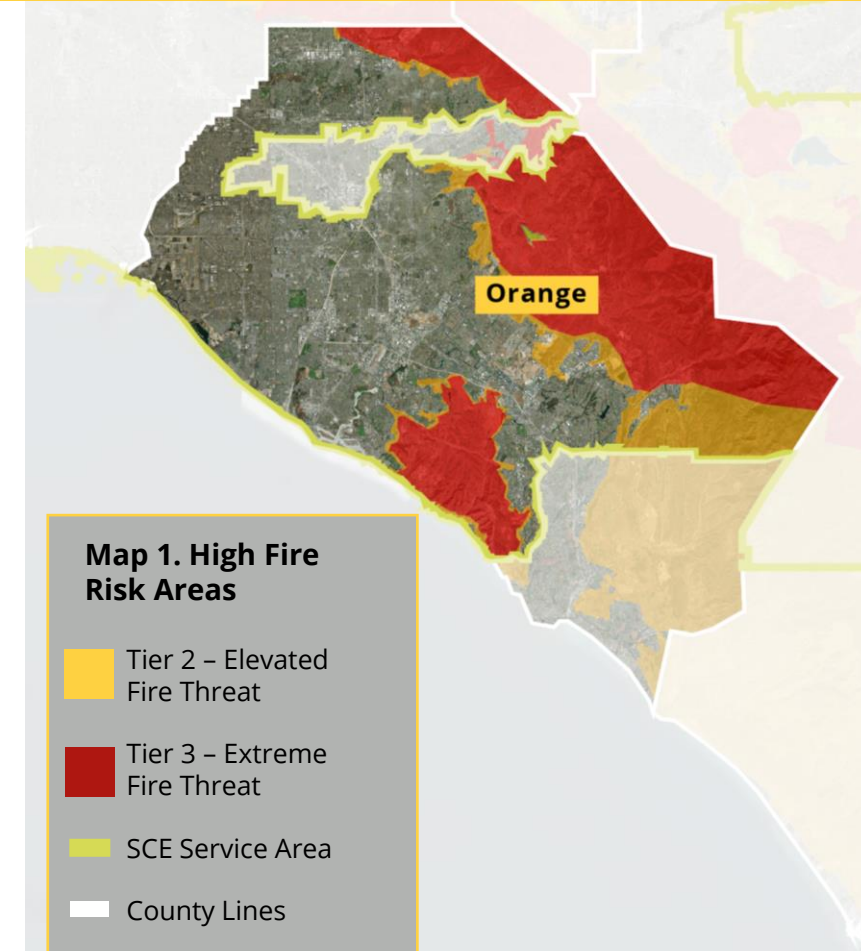 Orange
Map 1. High Fire
Risk Areas
Tier 2 – Elevated
Fire Threat
Tier 3 – Extreme
Fire Threat
SCE Service Area
County Lines